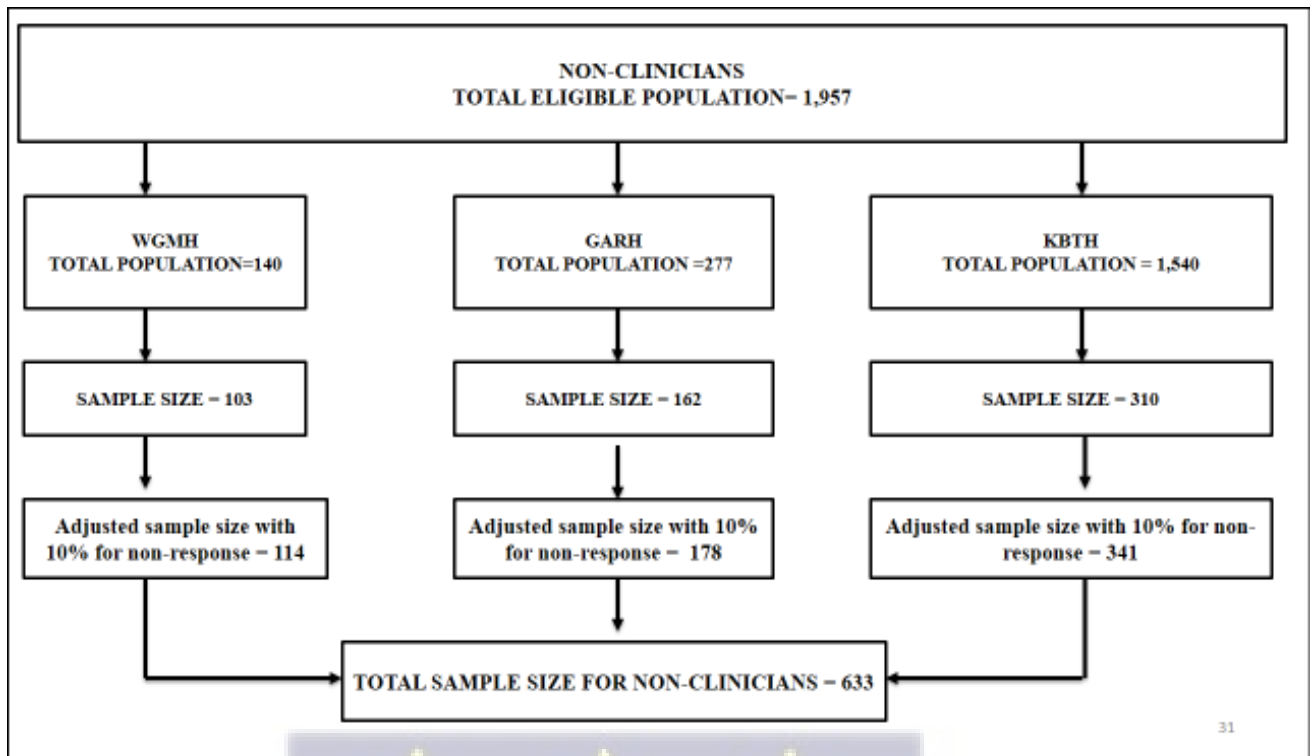 NON-CLINICIANS
TOTAL ELIGIBLE POPULATION= 1,957
WGMH
TOTAL POPULATION=140
GARH
TOTAL POPULATION =277
KBTH
TOTAL POPULATION = 1,540
SAMPLE SIZE = 103
SAMPLE SIZE = 162
SAMPLE SIZE = 310
Adjusted sample size with
10% for non-response = 114
Adjusted sample size with 10%
for non-response = 178
Adjusted sample size with 10% for non-
response = 341
TOTAL SAMPLE SIZE FOR NON-CLINICIANS = 633
31